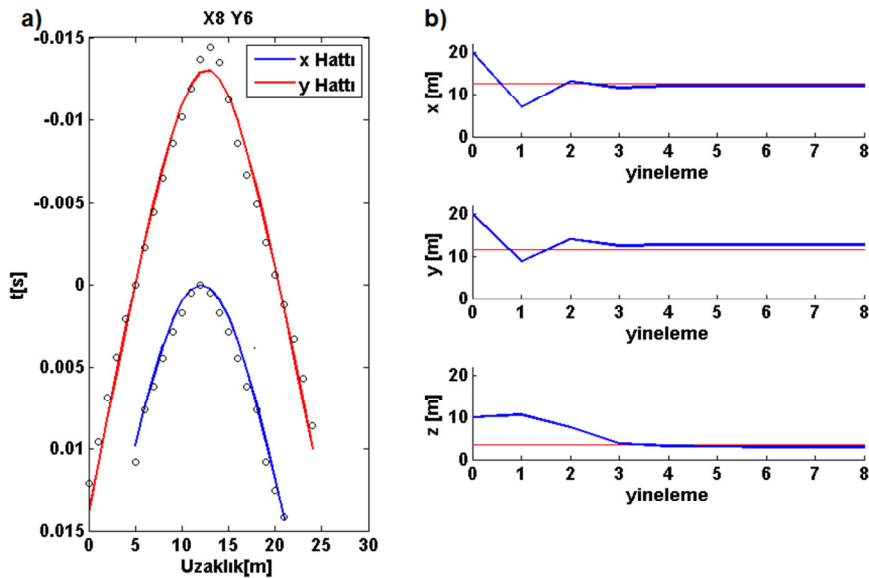 a)
X8 Y6
-0.015
-0.01
-0.005
0
0.005
0.01
0.015
t[s]
0 5 10 15 20 25 30
Uzaklık[m]
x Hattı
y Hattı
b)
x [m]
20
10
0
0 1 2 3 4 5 6 7 8
yineleme
y [m]
20
10
0
0 1 2 3 4 5 6 7 8
yineleme
z [m]
20
10
0
0 1 2 3 4 5 6 7 8
yineleme